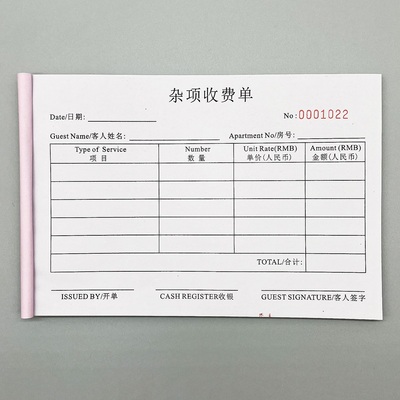 杂项收费单
Date/日期: No:0001022
Guest Name/客人姓名: Apartment No/房号:
Type of Service Number Unit Rate(RMB) Amount (RMB)
项目 数量 单价(人民币) 金额(人民币)
TOTAL/合计:
ISSUED BY/开单 CASH REGISTER收银 GUEST SIGNATURE/客人签字